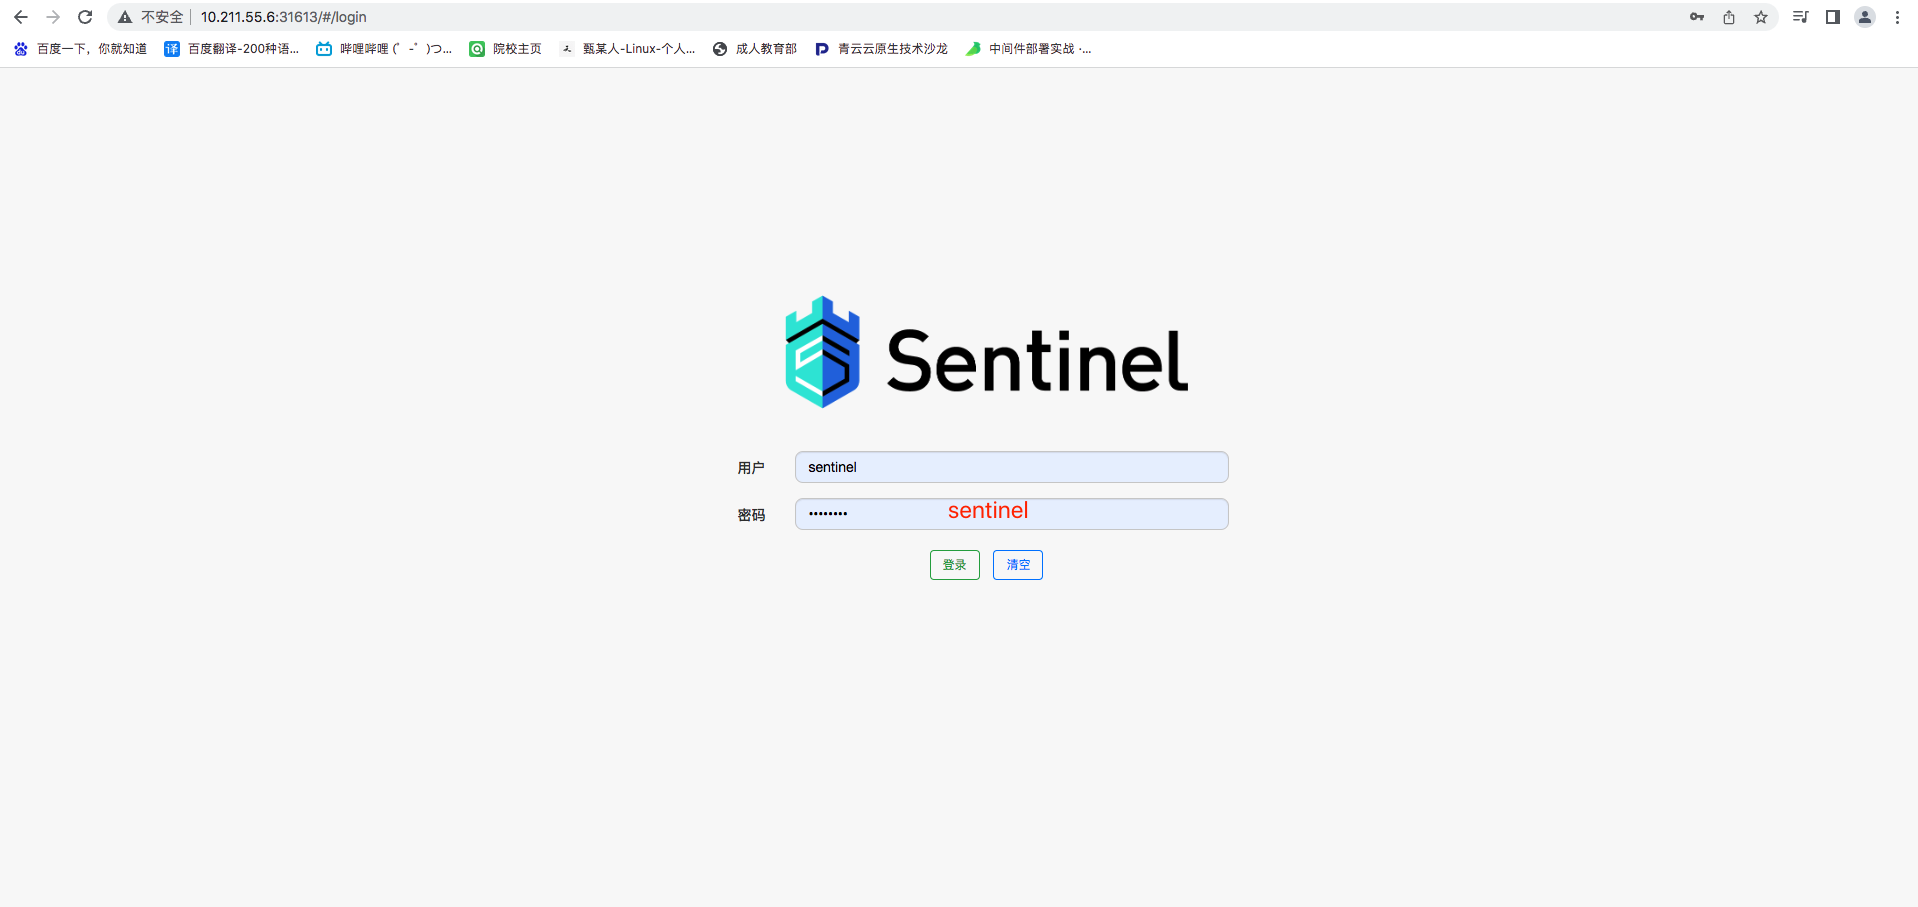 不安全 10.211.55.6:31613/#/login
百度一下，你就知道 百度翻译-200种语... 哔哩哔哩 (゜-゜)つ... 院校主页 甄某人-Linux-个人... 成人教育部 青云云原生技术沙龙 中间件部署实战 ·...
Sentinel
用户 sentinel
密码 •••••••• sentinel
登录 清空